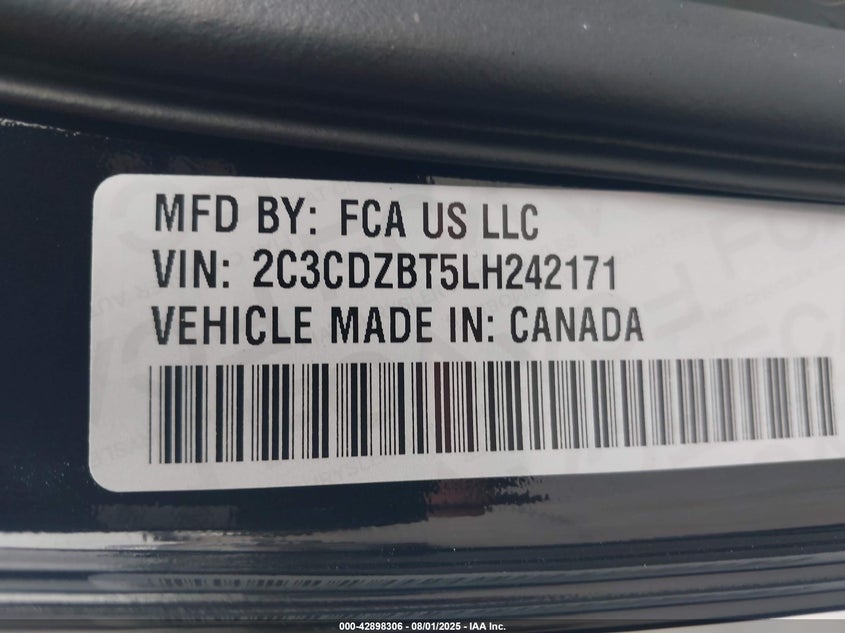 MFD BY: FCA US LLC
VIN: 2C3CDZBT5LH242171
VEHICLE MADE IN: CANADA
000-42898306 - 08/01/2025 - IAA Inc.